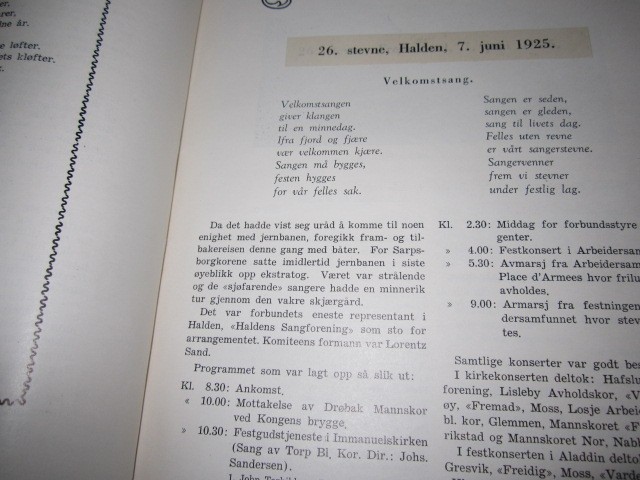 ne år.
løfter.
ets kløfter.
26. stevne, Halden, 7. juni 1925.
Velkomstsang.
Velkomstsangen
giver klangen
til en minnedag.
Ifra fjord og fjære
vær velkommen kjære.
Sangen må bygges,
festen hygges
for vår felles sak.
Sangen er seden,
sangen er gleden,
sang til livets dag.
Felles uten revne
er vårt sangerstevne.
Sangervenner
frem vi stevner
under festlig lag.
Da det hadde vist seg uråd å komme til noen
enighet med jernbanen, foregikk fram- og til-
bakereisen denne gang med båter. For Sarps-
borgkorene satte imidlertid jernbanen i siste
øyeblikk opp ekstratog. Været var strålende
og de «sjøfarende» sangere hadde en minnerik
tur gjennom den vakre skjærgård.
Det var forbundets eneste representant i
Halden, «Haldens Sangforening» som sto for
arrangementet. Komiteens formann var Lorentz
Sand.
Programmet som var lagt opp så slik ut:
Kl. 8.30: Ankomst.
« 10.00: Mottakelse av Drøbak Mannskor
ved Kongens brygge.
» 10.30: Festgudstjeneste i Immanuelskirken
(Sang av Torp Bl. Kor. Dir.: Johs.
Sandersen).
Kl. 2.30: Middag for forbundsstyre
genter.
» 4.00: Festkonsert i Arbeidersam
» 5.30: Avmarsj fra Arbeidersam
Place d'Armees hvor frilu
avholdes.
» 9.00: Armarsj fra festningen
dersamfunnet hvor stev
tes.
Samtlige konserter var godt bes
I kirkekonserten deltok: Hafslu
forening, Lisleby Avholdskor, «V
øy, «Fremad», Moss, Losje Arbei
bl. kor, Glemmen, Mannskoret «F
rikstad og Mannskoret Nor, Nabb
I festkonserten i Aladdin delto
Gresvik, «Freidig», Moss, «Varde